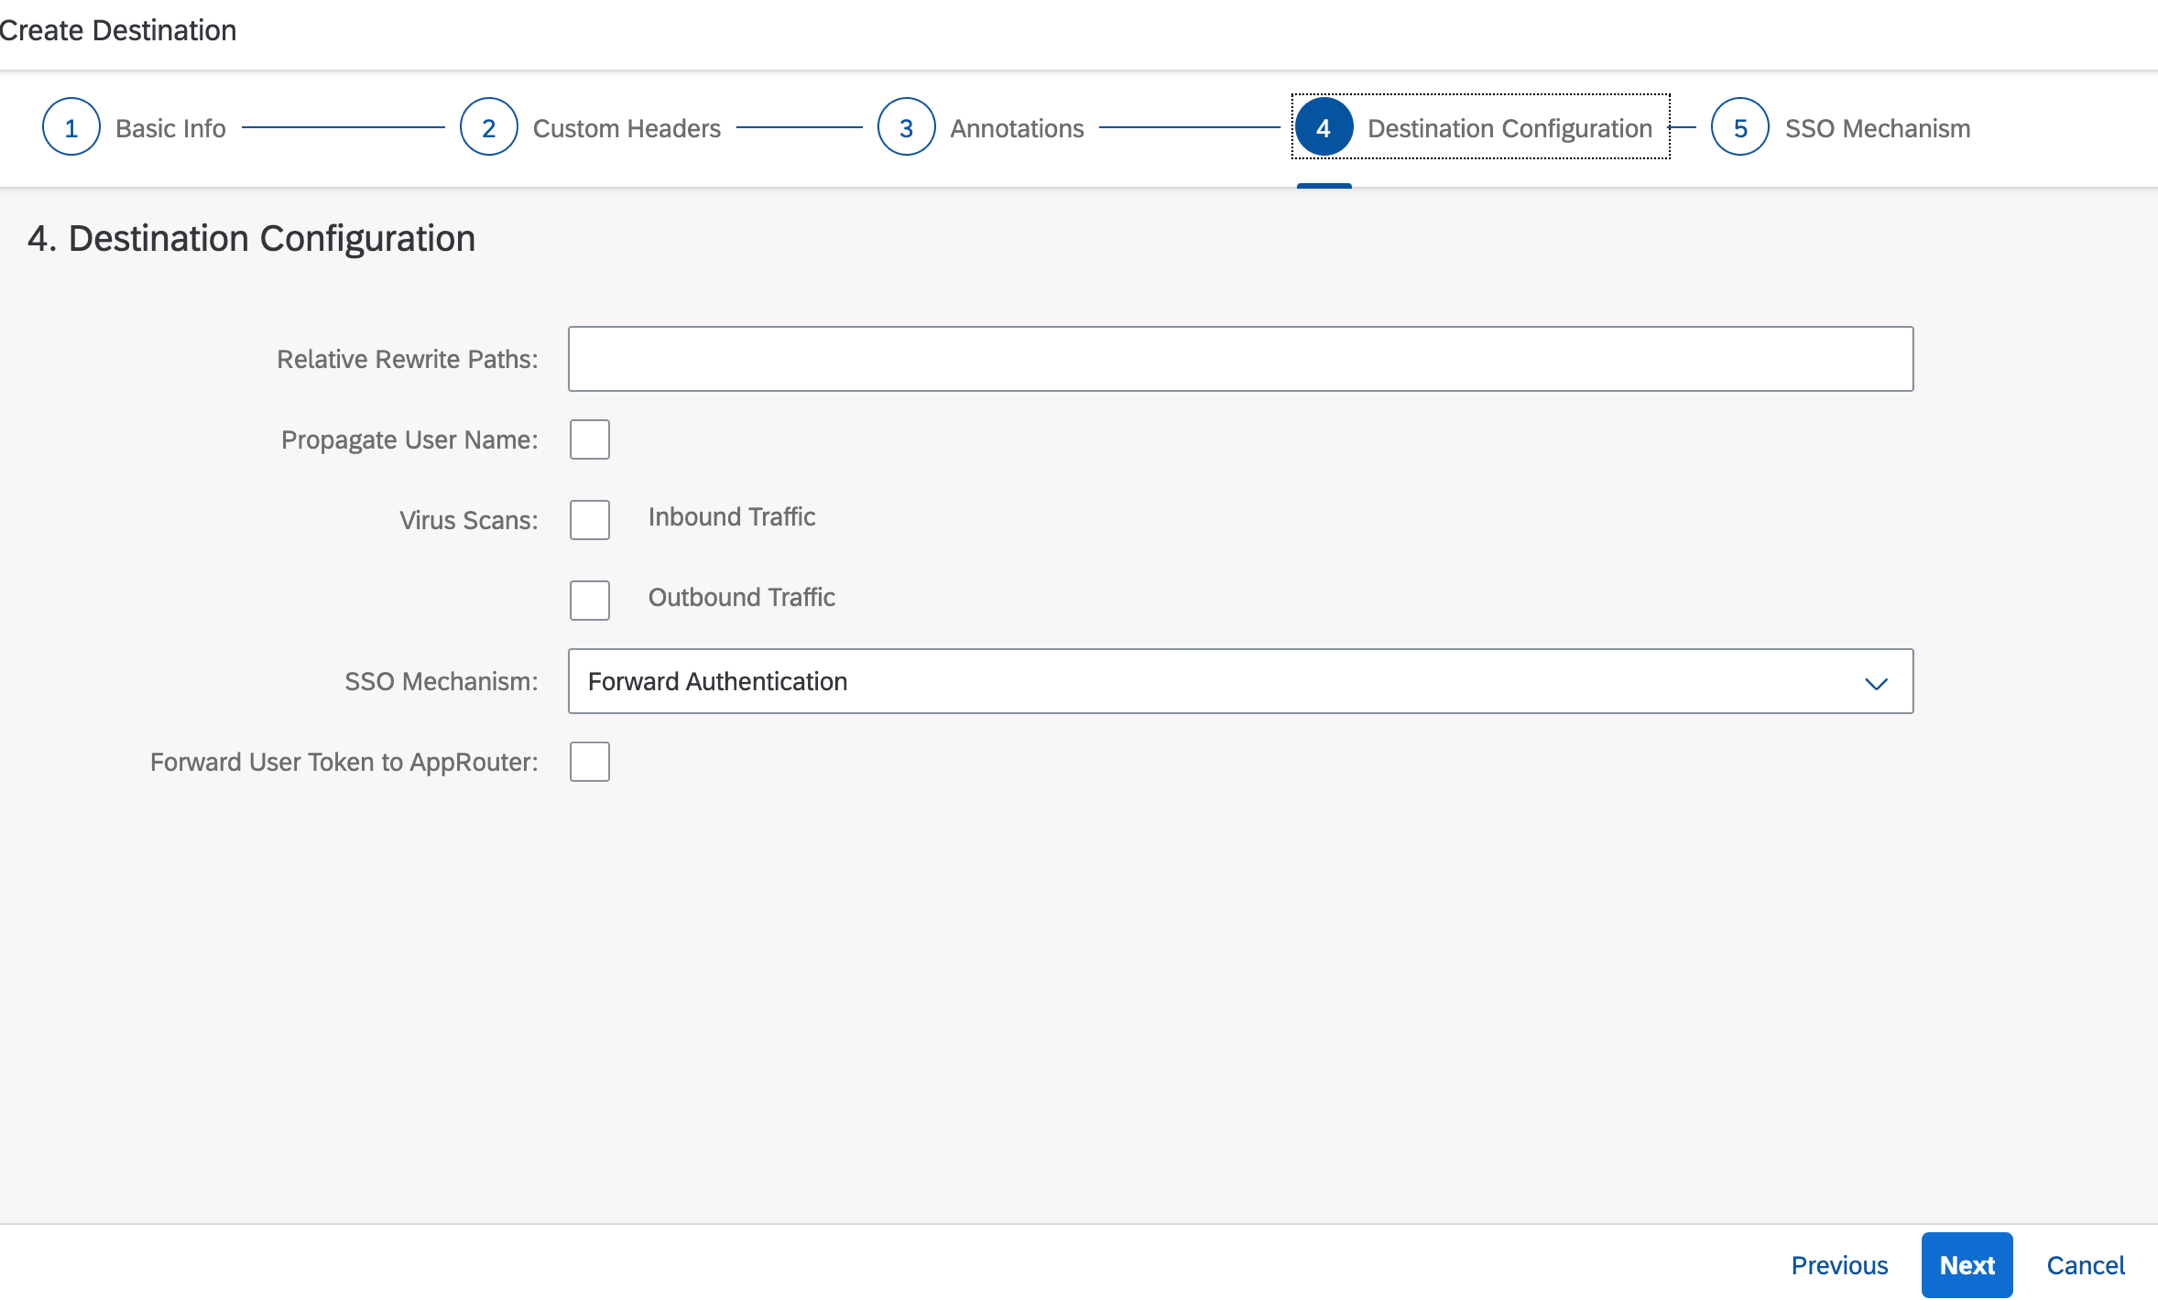 Create Destination
1 Basic Info 2 Custom Headers 3 Annotations 4 Destination Configuration 5 SSO Mechanism
4. Destination Configuration
Relative Rewrite Paths:
Propagate User Name:
Virus Scans: Inbound Traffic
Outbound Traffic
SSO Mechanism: Forward Authentication
Forward User Token to AppRouter:
Previous Next Cancel